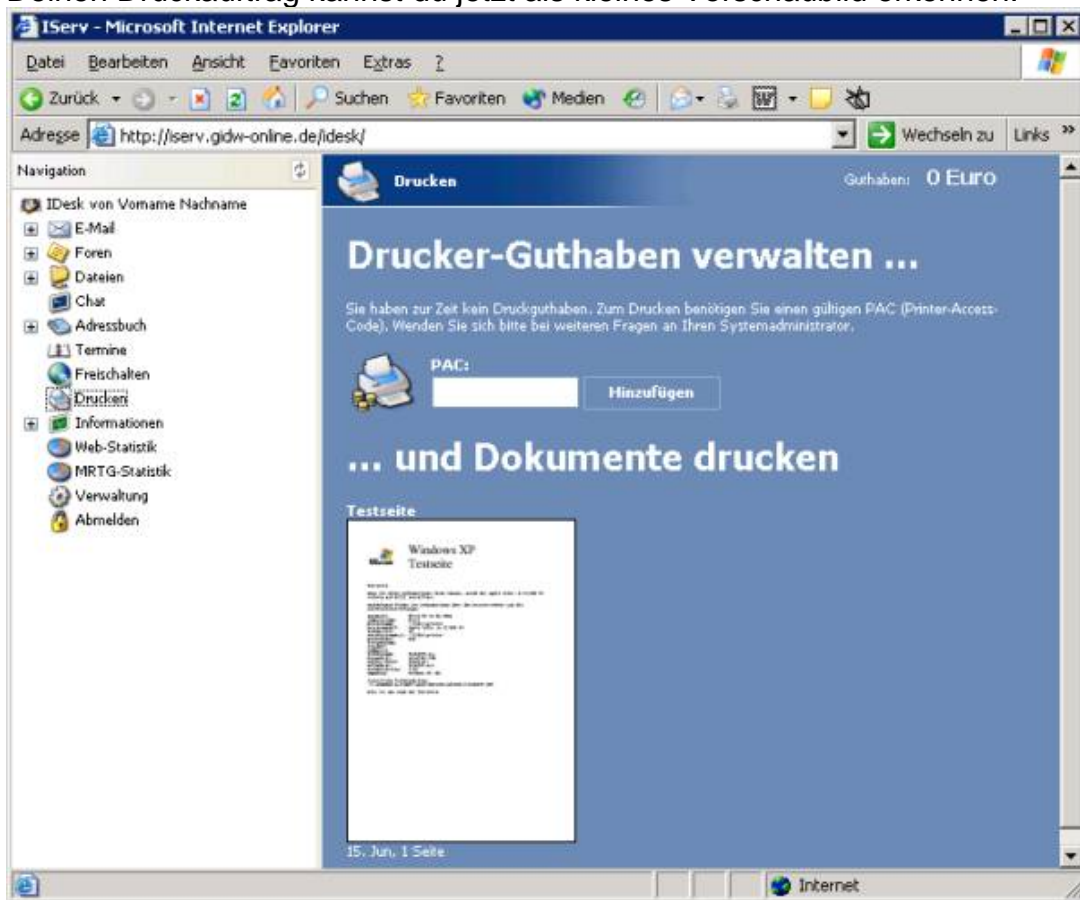 Deinen Druckauftrag kannst du jetzt als kleines Vorschaubild erkennen.
IServ - Microsoft Internet Explorer
Datei Bearbeiten Ansicht Favoriten Extras ?
Zurück Suchen Favoriten Medien
Adresse http://iserv.gidw-online.de/idesk/ Wechseln zu Links »
Navigation
IDesk von Vorname Nachname
E-Mail
Foren
Dateien
Chat
Adressbuch
Termine
Freischalten
Drucken
Informationen
Web-Statistik
MRTG-Statistik
Verwaltung
Abmelden
Drucken
Guthaben: 0 Euro
Drucker-Guthaben verwalten ...
Sie haben zur Zeit kein Druckguthaben. Zum Drucken benötigen Sie einen gültigen PAC (Printer-Access-
Code). Wenden Sie sich bitte bei weiteren Fragen an Ihren Systemadministrator.
PAC:
Hinzufügen
... und Dokumente drucken
Testseite
Windows XP
Testseite
15. Jun, 1 Seite
Internet